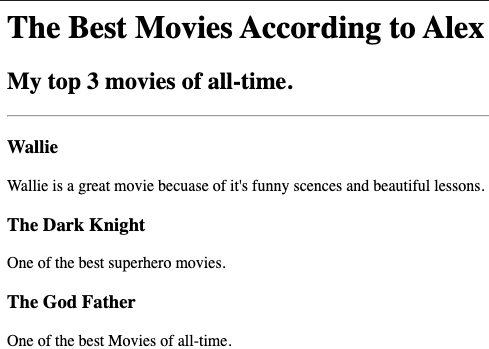 The Best Movies According to Alex
My top 3 movies of all-time.
Wallie
Wallie is a great movie becuase of it's funny scences and beautiful lessons.
The Dark Knight
One of the best superhero movies.
The God Father
One of the best Movies of all-time.